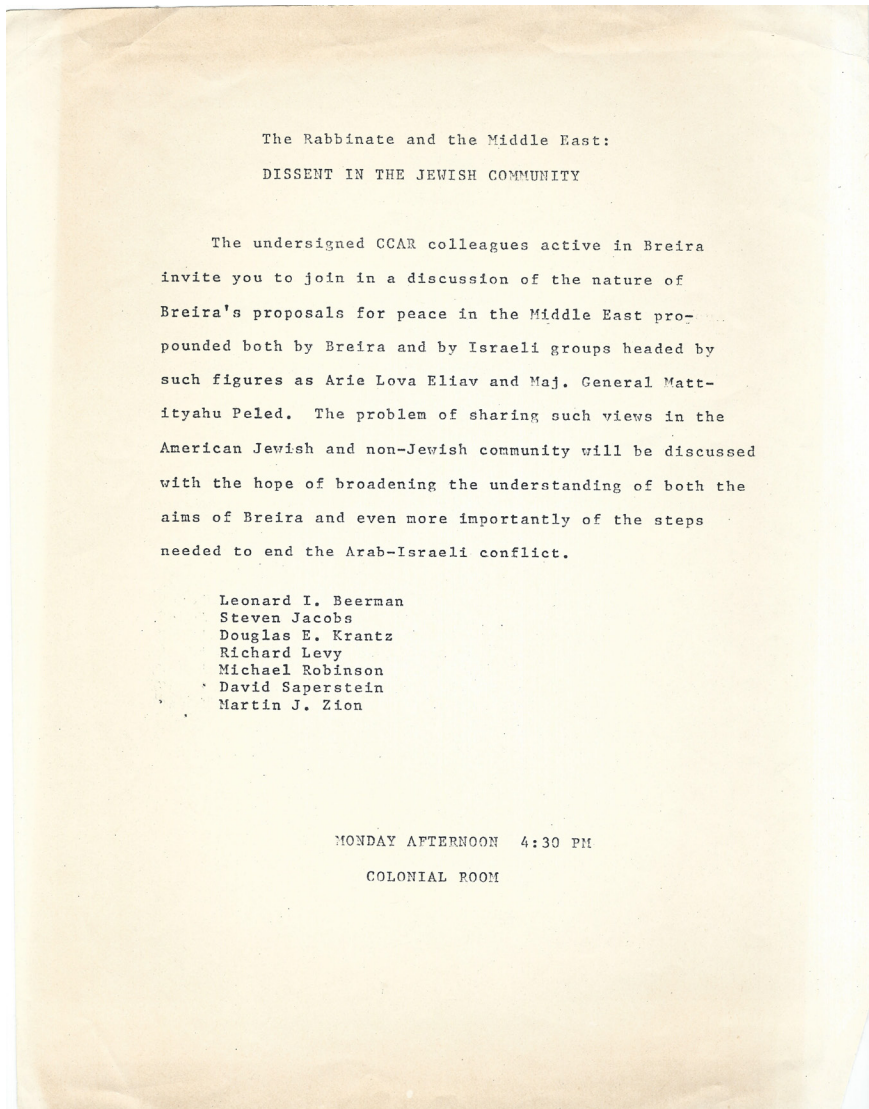 The Rabbinate and the Middle East:
DISSENT IN THE JEWISH COMMUNITY
The undersigned CCAR colleagues active in Breira
invite you to join in a discussion of the nature of
Breira's proposals for peace in the Middle East pro-
pounded both by Breira and by Israeli groups headed by
such figures as Arie Lova Eliav and Maj. General Matt-
ityahu Peled.  The problem of sharing such views in the
American Jewish and non-Jewish community will be discussed
with the hope of broadening the understanding of both the
aims of Breira and even more importantly of the steps
needed to end the Arab-Israeli conflict.
Leonard I. Beerman
Steven Jacobs
Douglas E. Krantz
Richard Levy
Michael Robinson
David Saperstein
Martin J. Zion
MONDAY AFTERNOON  4:30 PM
COLONIAL ROOM